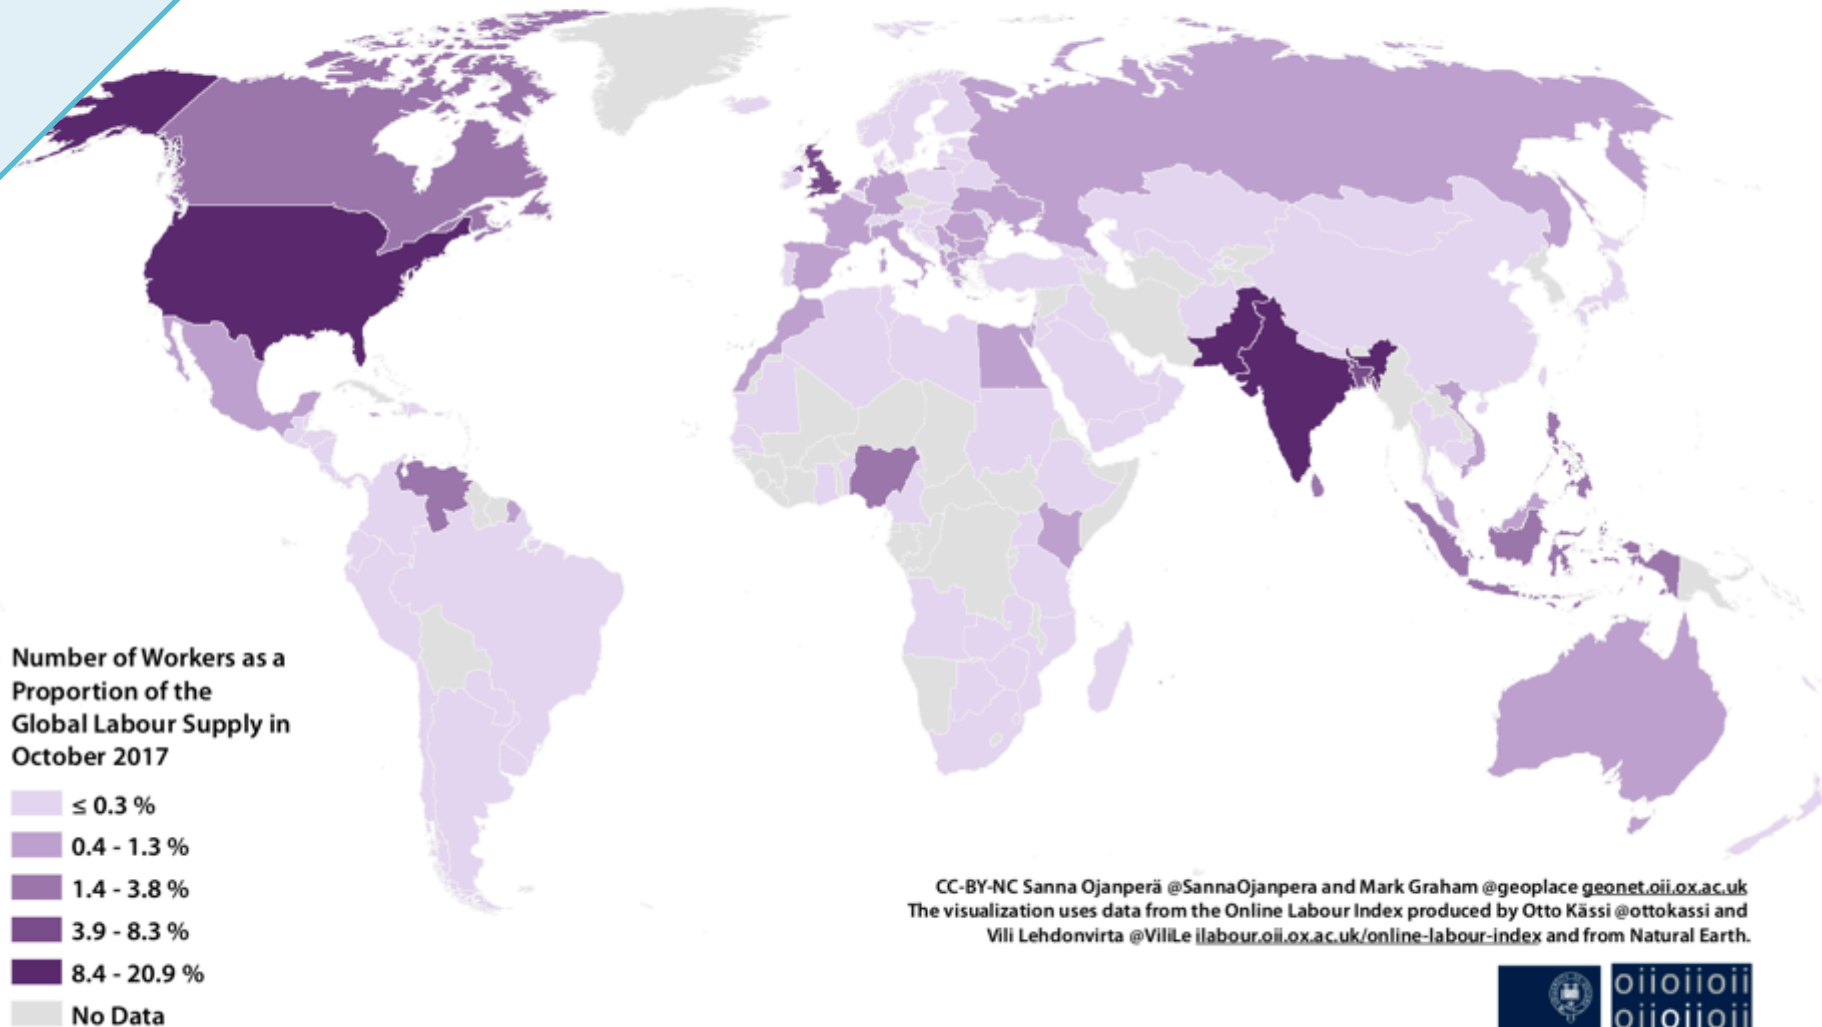 Number of Workers as a
Proportion of the
Global Labour Supply in
October 2017
≤ 0.3 %
0.4 - 1.3 %
1.4 - 3.8 %
3.9 - 8.3 %
8.4 - 20.9 %
No Data
CC-BY-NC Sanna Ojanperä @SannaOjanpera and Mark Graham @geoplace geonet.oii.ox.ac.uk
The visualization uses data from the Online Labour Index produced by Otto Kässi @ottokassi and
Vili Lehdonvirta @ViliLe ilabour.oii.ox.ac.uk/online-labour-index and from Natural Earth.
oiioiioii
oiioiioii